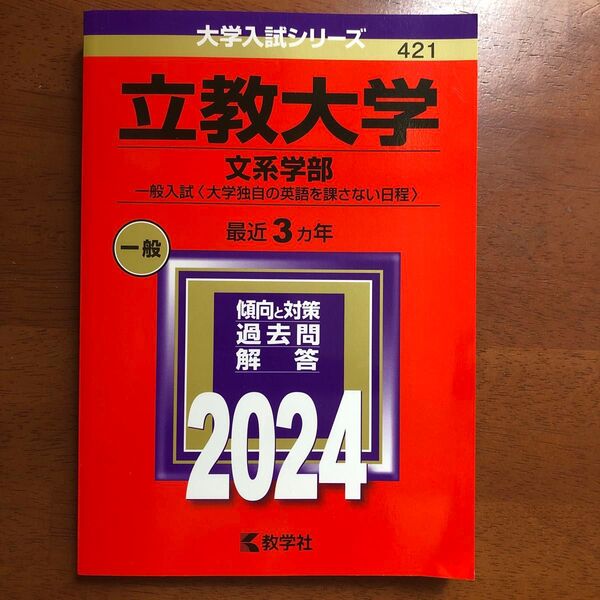 大学入試シリーズ
421
立教大学
文系学部
一般入試〈大学独自の英語を課さない日程〉
最近3カ年
一般
傾向と対策
過去問
解答
2024
教学社